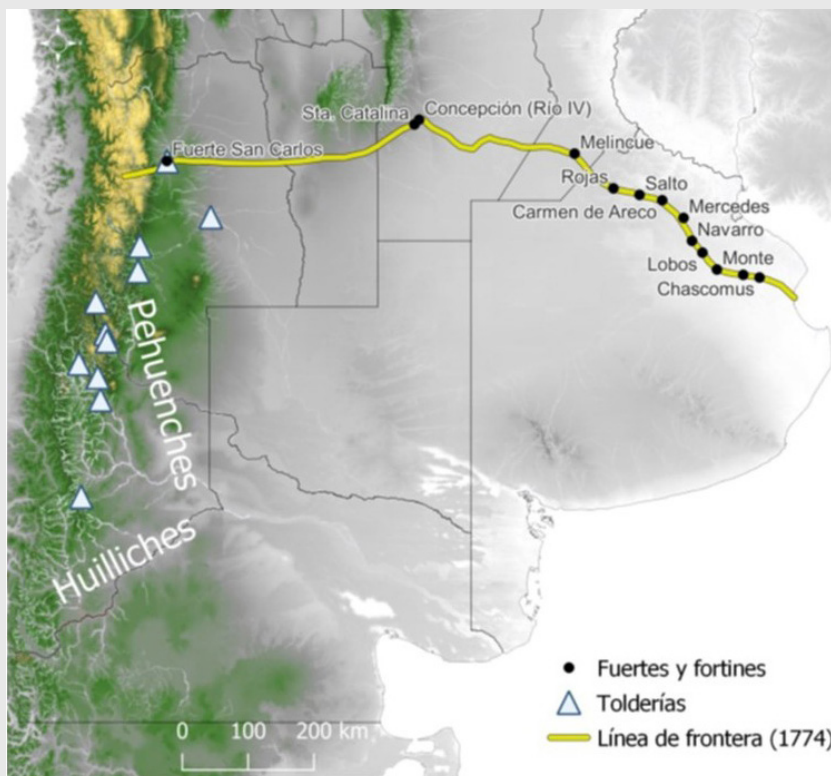 Sta. Catalina
Concepción (Río IV)
Fuerte San Carlos
Melincue
Rojas
Salto
Carmen de Areco
Mercedes
Navarro
Lobos
Monte
Chascomus
Pehuenches
Huilliches
Fuertes y fortines
Tolderías
Línea de frontera (1774)
0 100 200 km